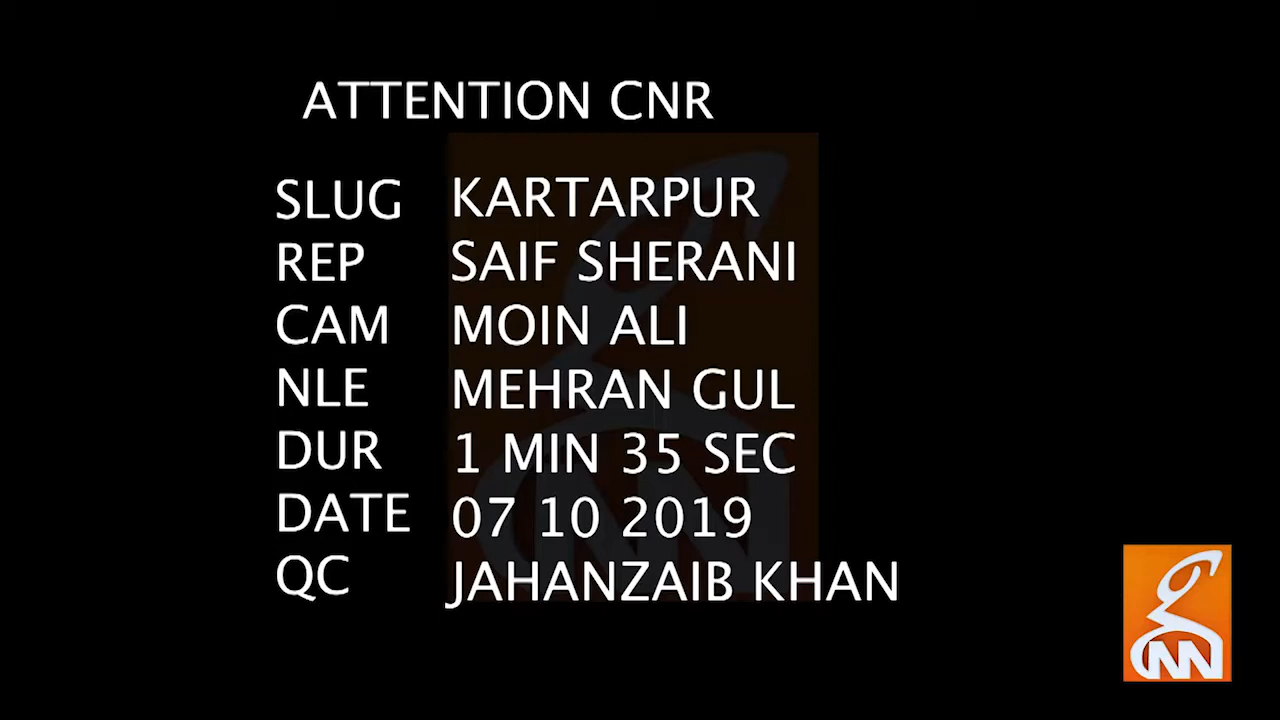 ATTENTION CNR
SLUG KARTARPUR
REP SAIF SHERANI
CAM MOIN ALI
NLE MEHRAN GUL
DUR 1 MIN 35 SEC
DATE 07 10 2019
QC JAHANZAIB KHAN
GNN